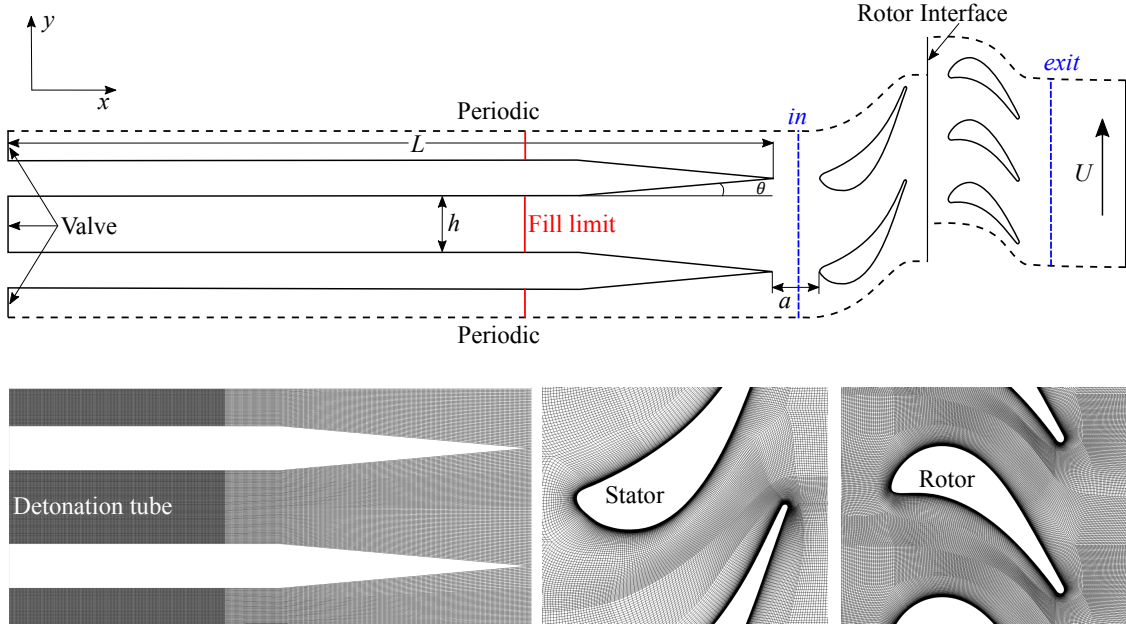 Rotor Interface
y
exit
x
Periodic
in
L
θ
U
Valve
h
Fill limit
a
Periodic
Detonation tube
Stator
Rotor